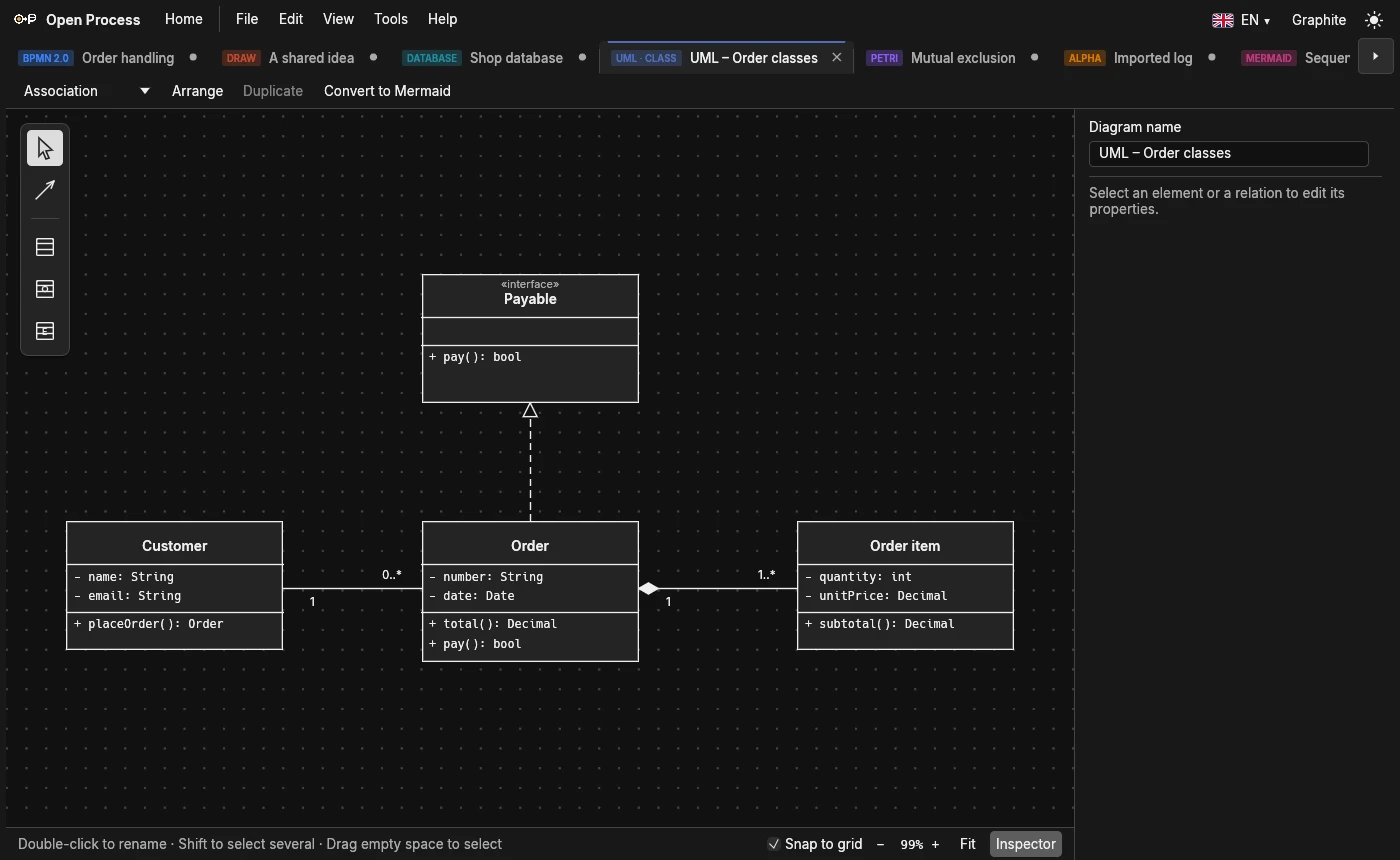 Open Process Home File Edit View Tools Help EN ▾ Graphite
BPMN 2.0 Order handling DRAW A shared idea DATABASE Shop database UML · CLASS UML – Order classes PETRI Mutual exclusion ALPHA Imported log MERMAID Sequer
Association Arrange Duplicate Convert to Mermaid
Diagram name
UML – Order classes
Select an element or a relation to edit its
properties.
E
«interface»
Payable
+ pay(): bool
Customer
- name: String
- email: String
+ placeOrder(): Order
0..*
1
Order
- number: String
- date: Date
+ total(): Decimal
+ pay(): bool
1..*
1
Order item
- quantity: int
- unitPrice: Decimal
+ subtotal(): Decimal
Double-click to rename · Shift to select several · Drag empty space to select
Snap to grid − 99% + Fit Inspector